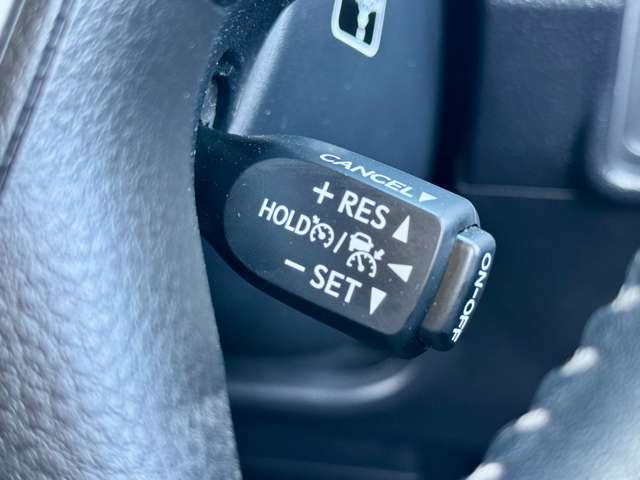 CANCEL▼
+ RES ▲
HOLD / ◀
− SET ▼
ON-OFF